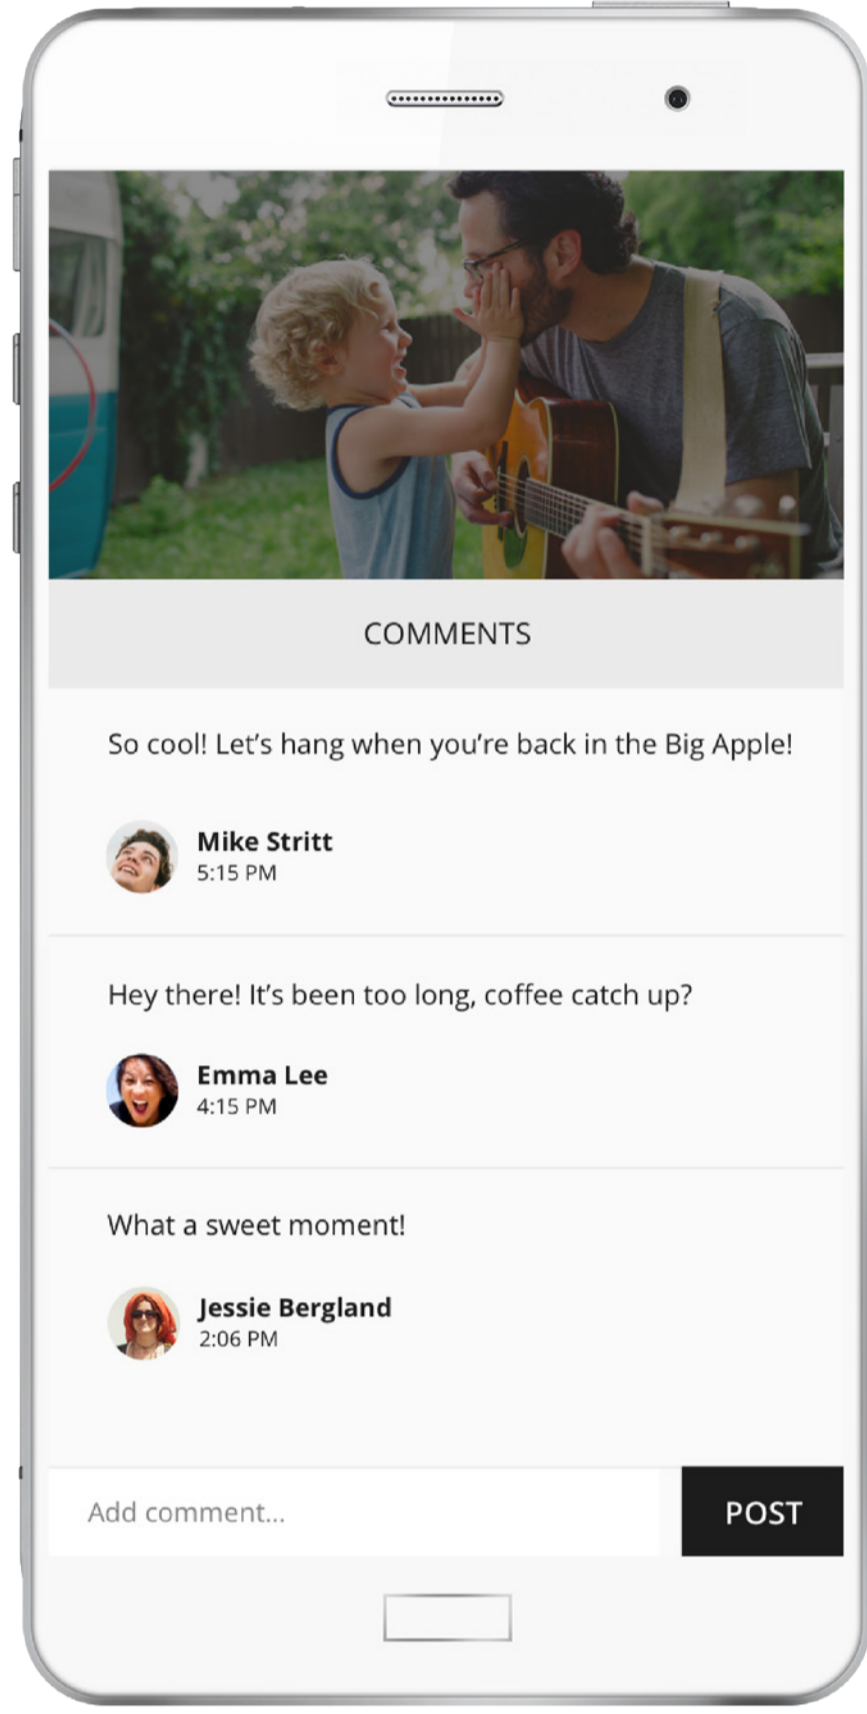 COMMENTS
So cool! Let’s hang when you’re back in the Big Apple!
Mike Stritt
5:15 PM
Hey there! It’s been too long, coffee catch up?
Emma Lee
4:15 PM
What a sweet moment!
Jessie Bergland
2:06 PM
Add comment...
POST